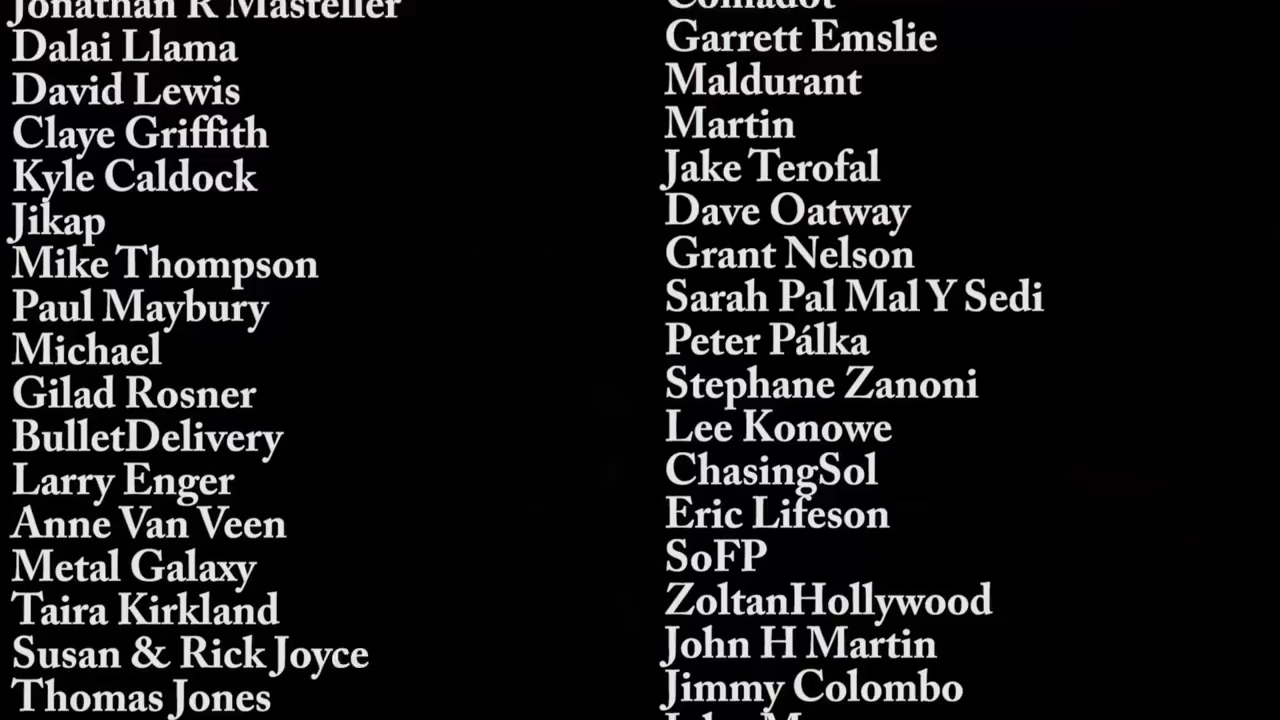 Jonathan R Masteller
Dalai Llama
David Lewis
Claye Griffith
Kyle Caldock
Jikap
Mike Thompson
Paul Maybury
Michael
Gilad Rosner
BulletDelivery
Larry Enger
Anne Van Veen
Metal Galaxy
Taira Kirkland
Susan & Rick Joyce
Thomas Jones
Garrett Emslie
Maldurant
Martin
Jake Terofal
Dave Oatway
Grant Nelson
Sarah Pal Mal Y Sedi
Peter Pálka
Stephane Zanoni
Lee Konowe
ChasingSol
Eric Lifeson
SoFP
ZoltanHollywood
John H Martin
Jimmy Colombo